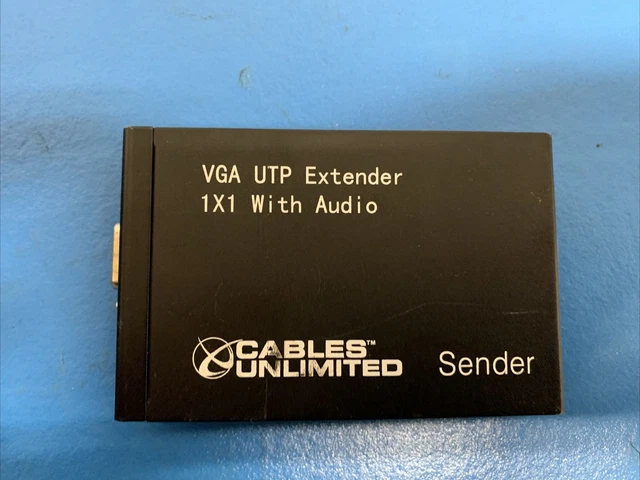 VGA UTP Extender
1X1 With Audio
CABLES™
UNLIMITED
Sender